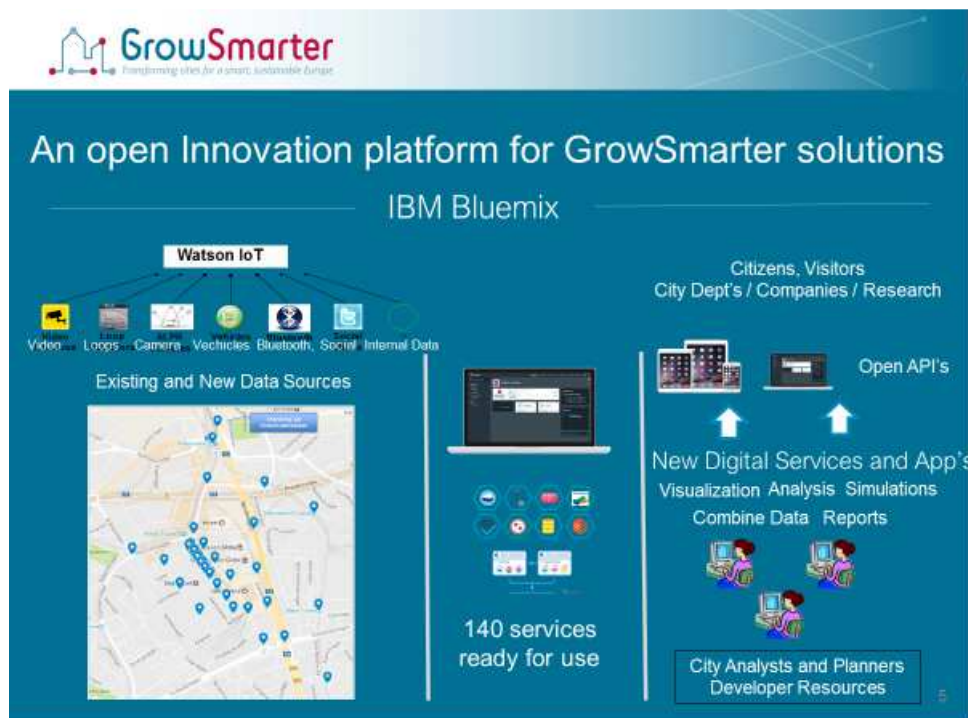 GrowSmarter
Transforming cities for a smart, sustainable Europe
An open Innovation platform for GrowSmarter solutions
IBM Bluemix
Watson IoT
Video Loops Camera Vechicles Bluetooth, Social Internal Data
Existing and New Data Sources
140 services
ready for use
Citizens, Visitors
City Dept's / Companies / Research
Open API's
New Digital Services and App's
Visualization Analysis Simulations
Combine Data Reports
City Analysts and Planners
Developer Resources
5